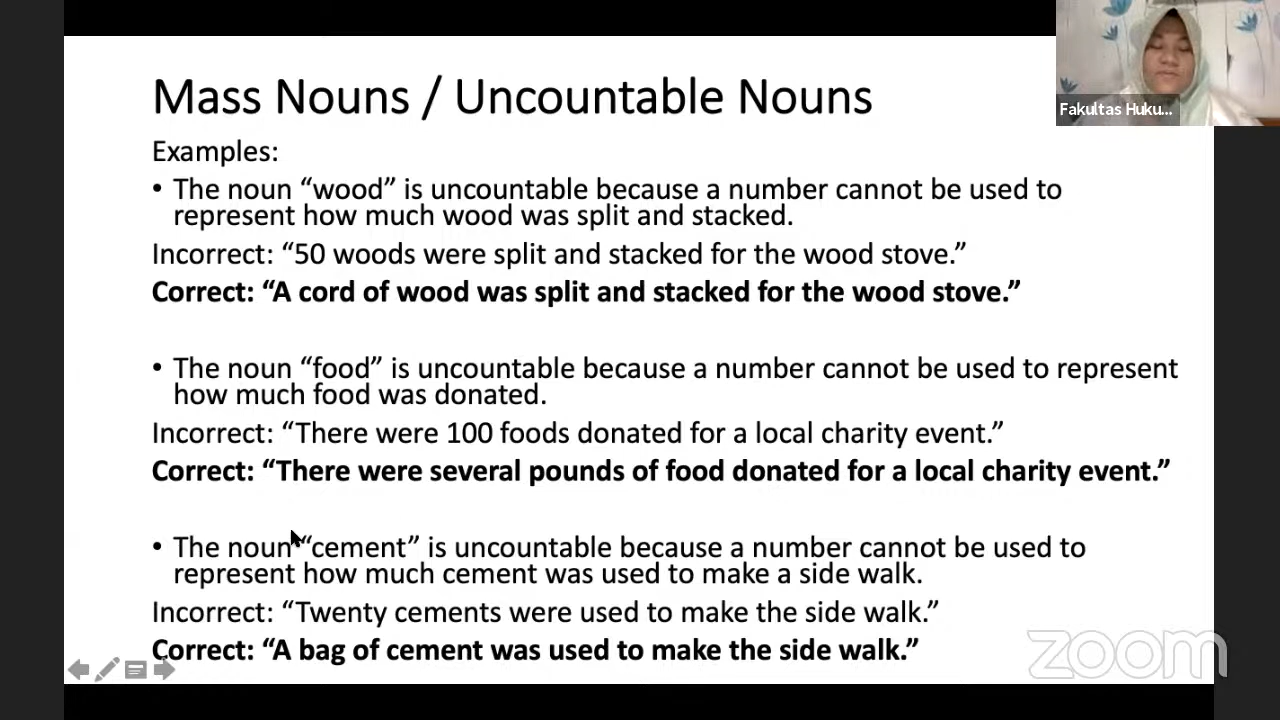 Mass Nouns / Uncountable Nouns
Fakultas Huku...
Examples:
• The noun “wood” is uncountable because a number cannot be used to
represent how much wood was split and stacked.
Incorrect: “50 woods were split and stacked for the wood stove.”
Correct: “A cord of wood was split and stacked for the wood stove.”
• The noun “food” is uncountable because a number cannot be used to represent
how much food was donated.
Incorrect: “There were 100 foods donated for a local charity event.”
Correct: “There were several pounds of food donated for a local charity event.”
• The noun “cement” is uncountable because a number cannot be used to
represent how much cement was used to make a side walk.
Incorrect: “Twenty cements were used to make the side walk.”
Correct: “A bag of cement was used to make the side walk.”
zoom